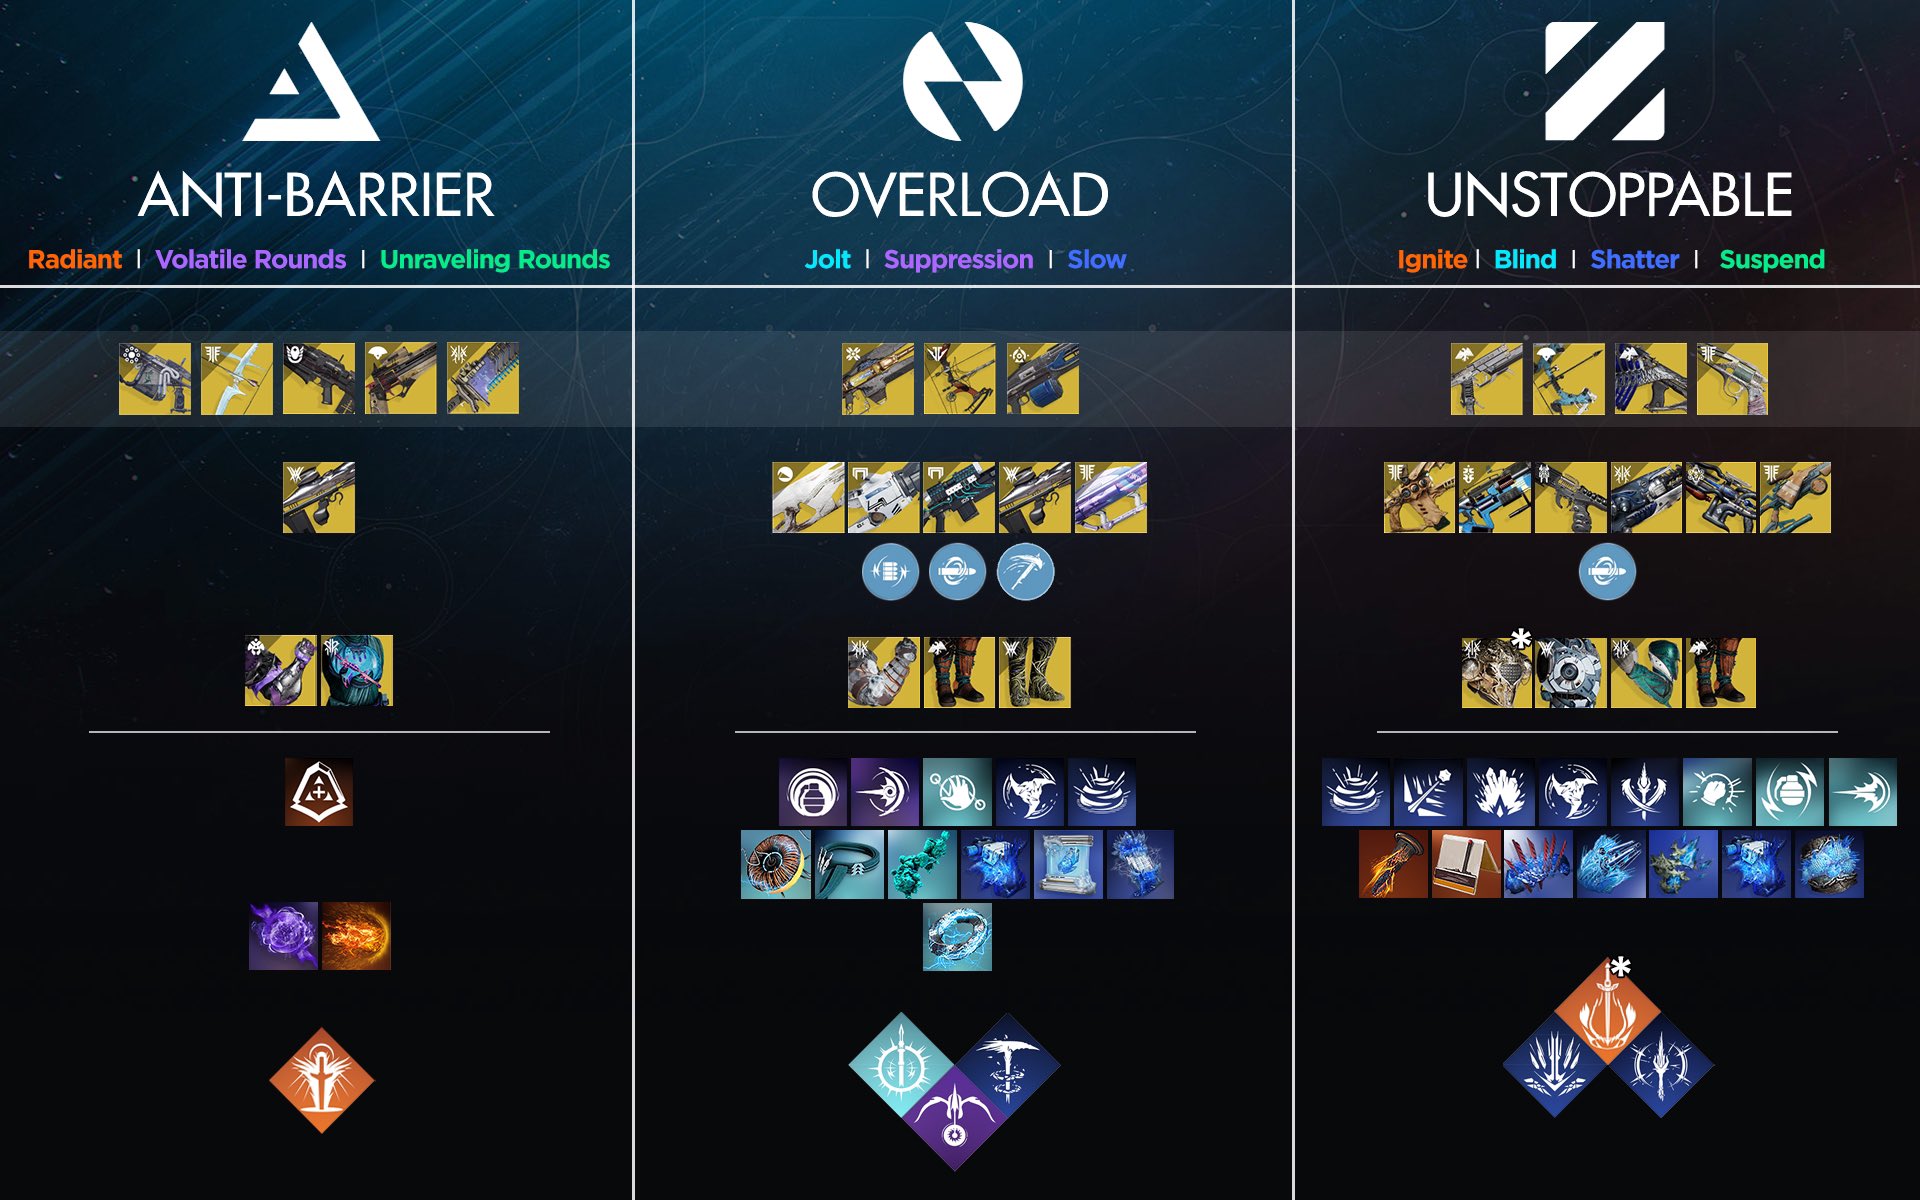 ANTI-BARRIER
Radiant | Volatile Rounds | Unraveling Rounds
OVERLOAD
Jolt | Suppression | Slow
UNSTOPPABLE
Ignite | Blind | Shatter | Suspend
*
*